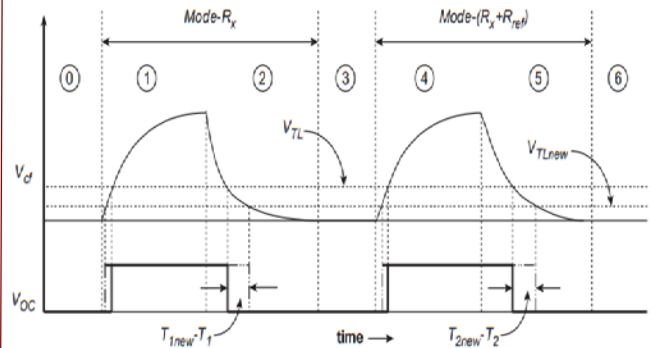 Mode-Rx Mode-(Rx+Rref)
0 1 2 3 4 5 6
VTL
VTLnew
Vcf
VOC
T1new-T1 time T2new-T2